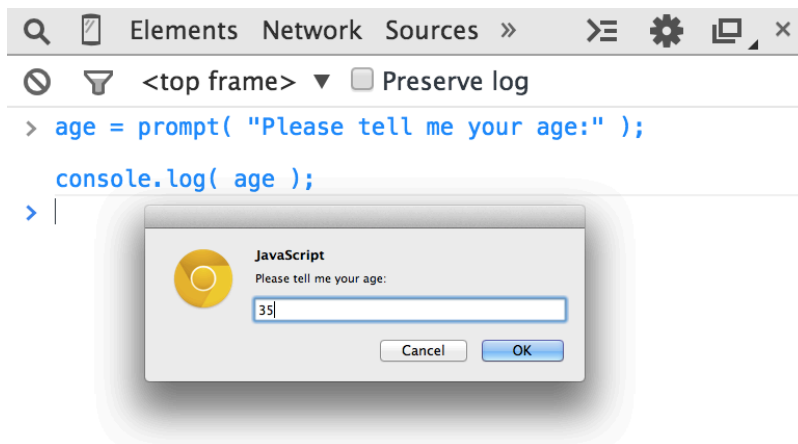 Elements Network Sources »
<top frame> ▼ Preserve log
> age = prompt( "Please tell me your age:" );
console.log( age );
>
JavaScript
Please tell me your age:
35
Cancel OK